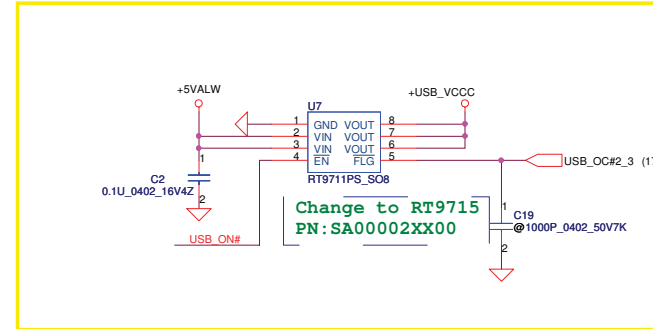 +5VALW
+USB_VCCC
U7
1 GND VOUT 8
2 VIN VOUT 7
3 VIN VOUT 6
4 EN FLG 5
RT9711PS_SO8
USB_OC#2_3 (17
1
C2
0.1U_0402_16V4Z
2
USB_ON#
Change to RT9715
PN:SA00002XX00
1
C19
@1000P_0402_50V7K
2